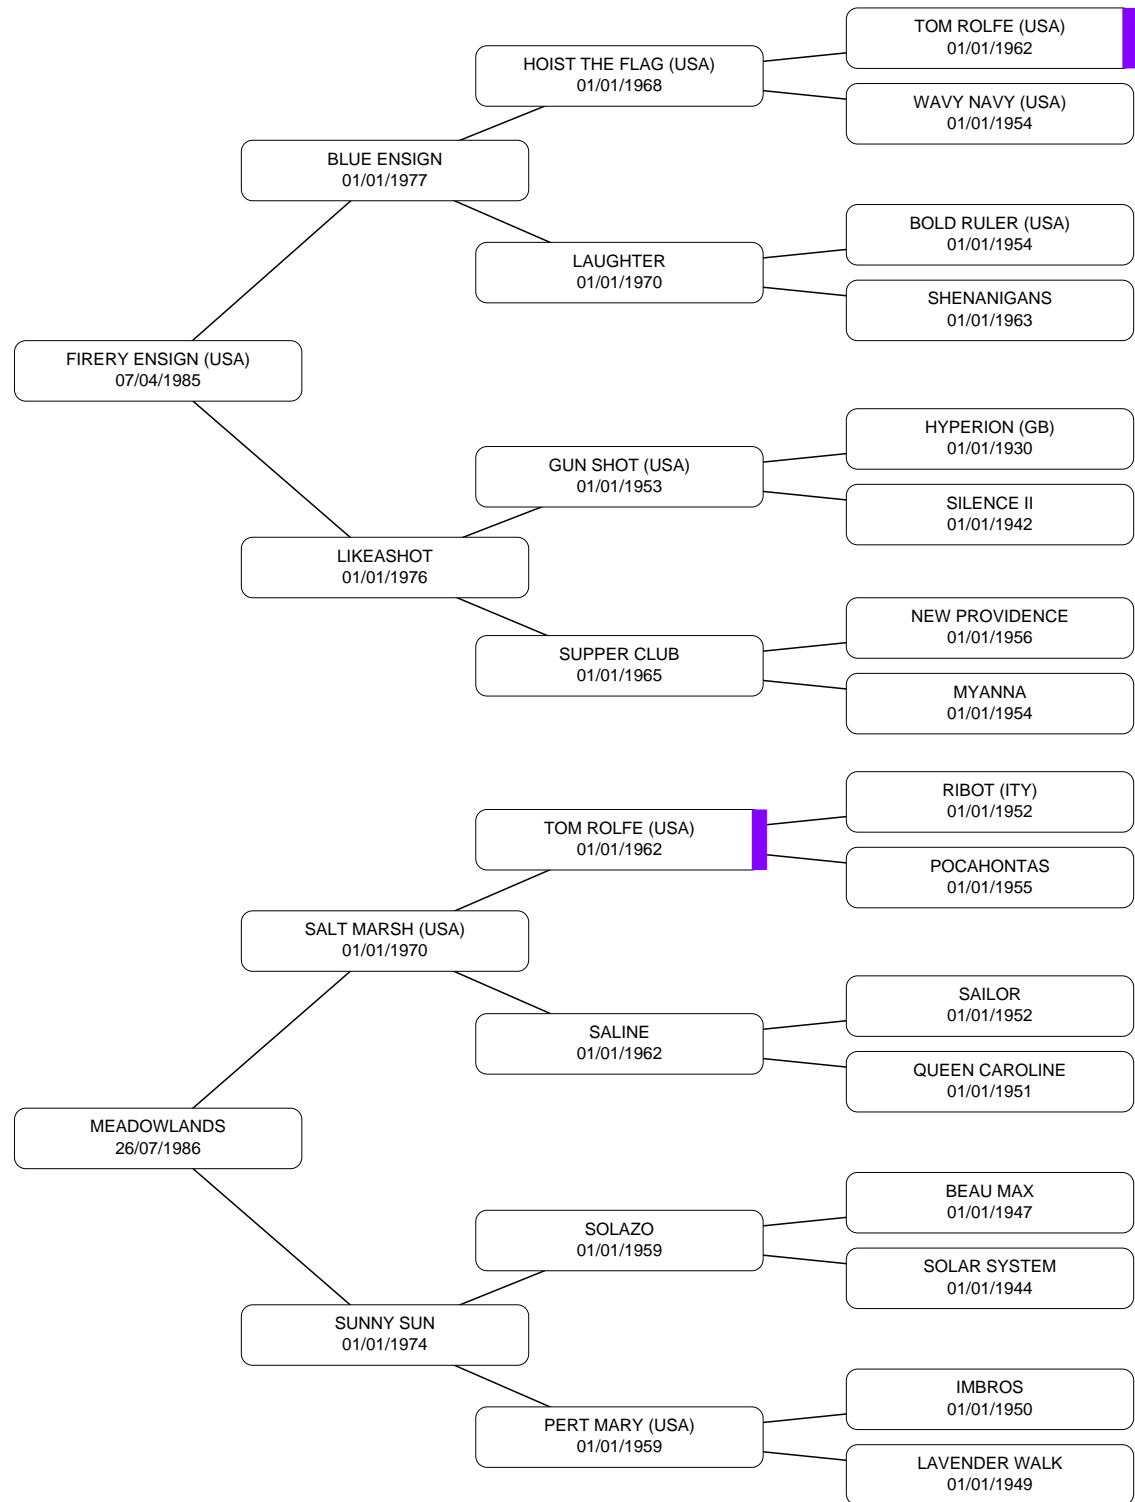 TOM ROLFE (USA)
01/01/1962
HOIST THE FLAG (USA)
01/01/1968
WAVY NAVY (USA)
01/01/1954
BLUE ENSIGN
01/01/1977
BOLD RULER (USA)
01/01/1954
LAUGHTER
01/01/1970
SHENANIGANS
01/01/1963
FIRERY ENSIGN (USA)
07/04/1985
HYPERION (GB)
01/01/1930
GUN SHOT (USA)
01/01/1953
SILENCE II
01/01/1942
LIKEASHOT
01/01/1976
NEW PROVIDENCE
01/01/1956
SUPPER CLUB
01/01/1965
MYANNA
01/01/1954
RIBOT (ITY)
01/01/1952
TOM ROLFE (USA)
01/01/1962
POCAHONTAS
01/01/1955
SALT MARSH (USA)
01/01/1970
SAILOR
01/01/1952
SALINE
01/01/1962
QUEEN CAROLINE
01/01/1951
MEADOWLANDS
26/07/1986
BEAU MAX
01/01/1947
SOLAZO
01/01/1959
SOLAR SYSTEM
01/01/1944
SUNNY SUN
01/01/1974
IMBROS
01/01/1950
PERT MARY (USA)
01/01/1959
LAVENDER WALK
01/01/1949